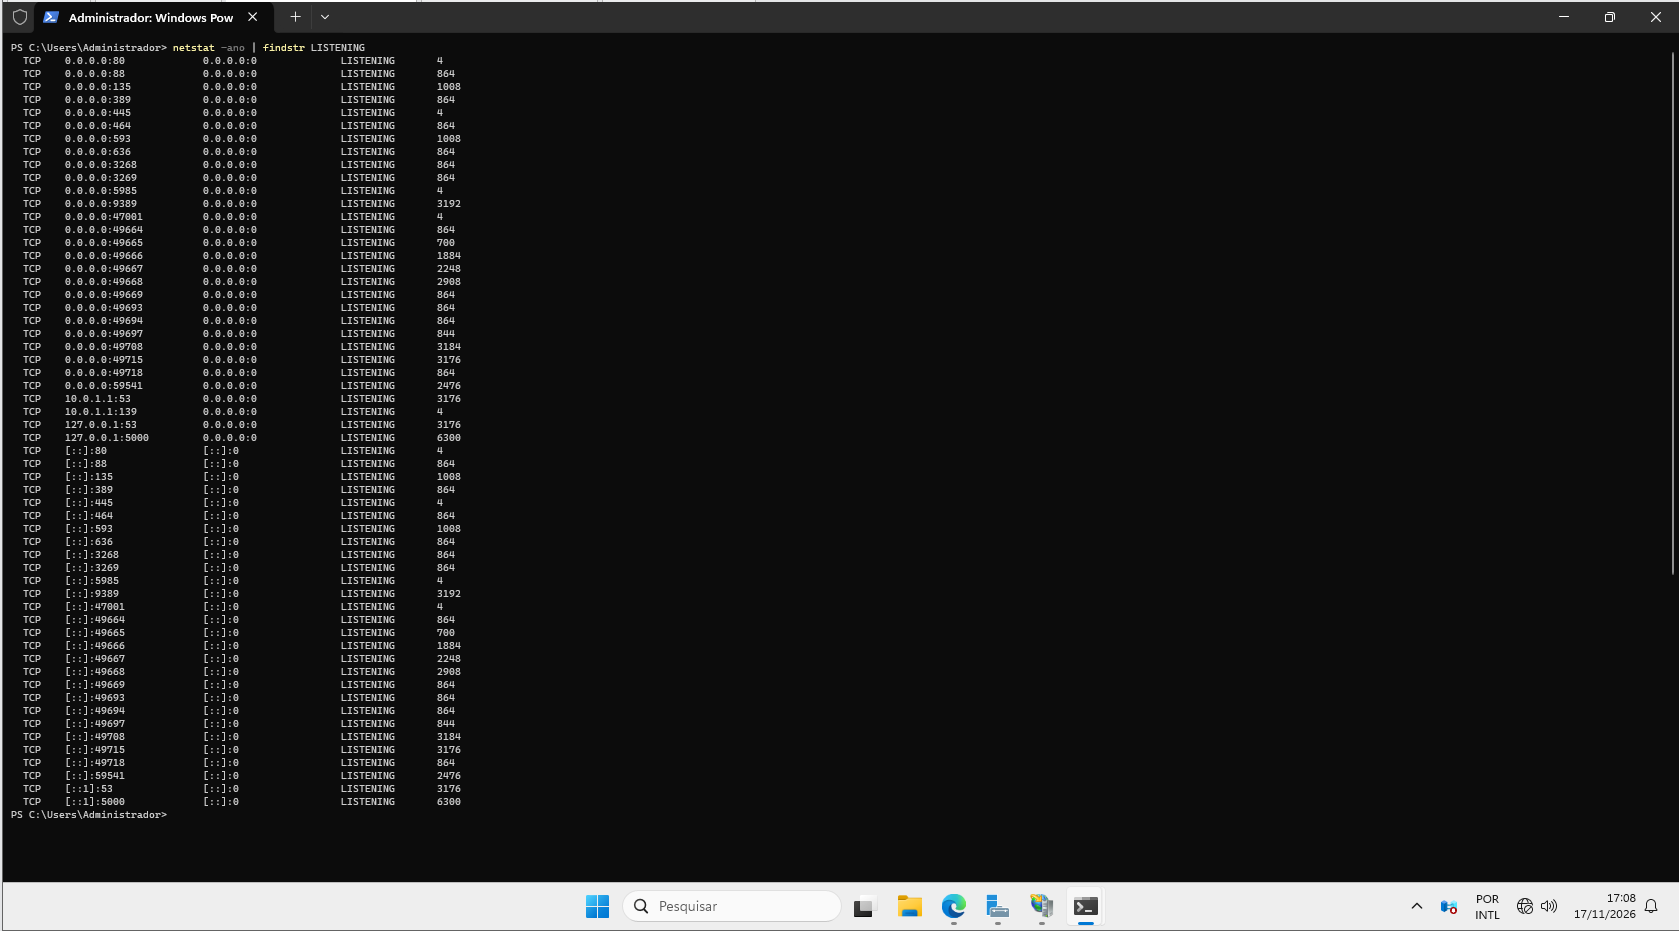 Administrador: Windows Pow
PS C:\Users\Administrador> netstat -ano | findstr LISTENING
TCP 0.0.0.0:80 0.0.0.0:0 LISTENING 4
TCP 0.0.0.0:88 0.0.0.0:0 LISTENING 864
TCP 0.0.0.0:135 0.0.0.0:0 LISTENING 1008
TCP 0.0.0.0:389 0.0.0.0:0 LISTENING 864
TCP 0.0.0.0:445 0.0.0.0:0 LISTENING 4
TCP 0.0.0.0:464 0.0.0.0:0 LISTENING 864
TCP 0.0.0.0:593 0.0.0.0:0 LISTENING 1008
TCP 0.0.0.0:636 0.0.0.0:0 LISTENING 864
TCP 0.0.0.0:3268 0.0.0.0:0 LISTENING 864
TCP 0.0.0.0:3269 0.0.0.0:0 LISTENING 864
TCP 0.0.0.0:5985 0.0.0.0:0 LISTENING 4
TCP 0.0.0.0:9389 0.0.0.0:0 LISTENING 3192
TCP 0.0.0.0:47001 0.0.0.0:0 LISTENING 4
TCP 0.0.0.0:49664 0.0.0.0:0 LISTENING 864
TCP 0.0.0.0:49665 0.0.0.0:0 LISTENING 700
TCP 0.0.0.0:49666 0.0.0.0:0 LISTENING 1884
TCP 0.0.0.0:49667 0.0.0.0:0 LISTENING 2248
TCP 0.0.0.0:49668 0.0.0.0:0 LISTENING 2908
TCP 0.0.0.0:49669 0.0.0.0:0 LISTENING 864
TCP 0.0.0.0:49693 0.0.0.0:0 LISTENING 864
TCP 0.0.0.0:49694 0.0.0.0:0 LISTENING 864
TCP 0.0.0.0:49697 0.0.0.0:0 LISTENING 844
TCP 0.0.0.0:49708 0.0.0.0:0 LISTENING 3184
TCP 0.0.0.0:49715 0.0.0.0:0 LISTENING 3176
TCP 0.0.0.0:49718 0.0.0.0:0 LISTENING 864
TCP 0.0.0.0:59541 0.0.0.0:0 LISTENING 2476
TCP 10.0.1.1:53 0.0.0.0:0 LISTENING 3176
TCP 10.0.1.1:139 0.0.0.0:0 LISTENING 4
TCP 127.0.0.1:53 0.0.0.0:0 LISTENING 3176
TCP 127.0.0.1:5000 0.0.0.0:0 LISTENING 6300
TCP [::]:80 [::]:0 LISTENING 4
TCP [::]:88 [::]:0 LISTENING 864
TCP [::]:135 [::]:0 LISTENING 1008
TCP [::]:389 [::]:0 LISTENING 864
TCP [::]:445 [::]:0 LISTENING 4
TCP [::]:464 [::]:0 LISTENING 864
TCP [::]:593 [::]:0 LISTENING 1008
TCP [::]:636 [::]:0 LISTENING 864
TCP [::]:3268 [::]:0 LISTENING 864
TCP [::]:3269 [::]:0 LISTENING 864
TCP [::]:5985 [::]:0 LISTENING 4
TCP [::]:9389 [::]:0 LISTENING 3192
TCP [::]:47001 [::]:0 LISTENING 4
TCP [::]:49664 [::]:0 LISTENING 864
TCP [::]:49665 [::]:0 LISTENING 700
TCP [::]:49666 [::]:0 LISTENING 1884
TCP [::]:49667 [::]:0 LISTENING 2248
TCP [::]:49668 [::]:0 LISTENING 2908
TCP [::]:49669 [::]:0 LISTENING 864
TCP [::]:49693 [::]:0 LISTENING 864
TCP [::]:49694 [::]:0 LISTENING 864
TCP [::]:49697 [::]:0 LISTENING 844
TCP [::]:49708 [::]:0 LISTENING 3184
TCP [::]:49715 [::]:0 LISTENING 3176
TCP [::]:49718 [::]:0 LISTENING 864
TCP [::]:59541 [::]:0 LISTENING 2476
TCP [::1]:53 [::]:0 LISTENING 3176
TCP [::1]:5000 [::]:0 LISTENING 6300
PS C:\Users\Administrador>
Pesquisar
POR
INTL
17:08
17/11/2026